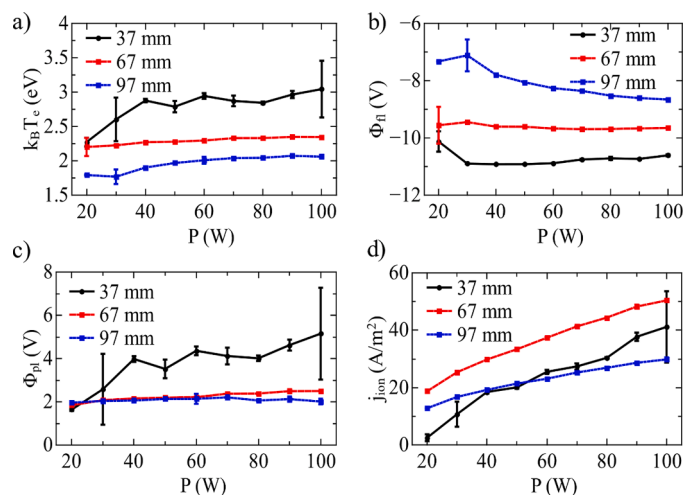 a)
k_BT_e (eV)
4
3.5
3
2.5
2
1.5
37 mm
67 mm
97 mm
20 40 60 80 100
P (W)
b)
Φ_fl (V)
−4
−6
−8
−10
−12
37 mm
67 mm
97 mm
20 40 60 80 100
P (W)
c)
Φ_pl (V)
8
6
4
2
0
37 mm
67 mm
97 mm
20 40 60 80 100
P (W)
d)
j_ion (A/m²)
60
40
20
0
37 mm
67 mm
97 mm
20 40 60 80 100
P (W)